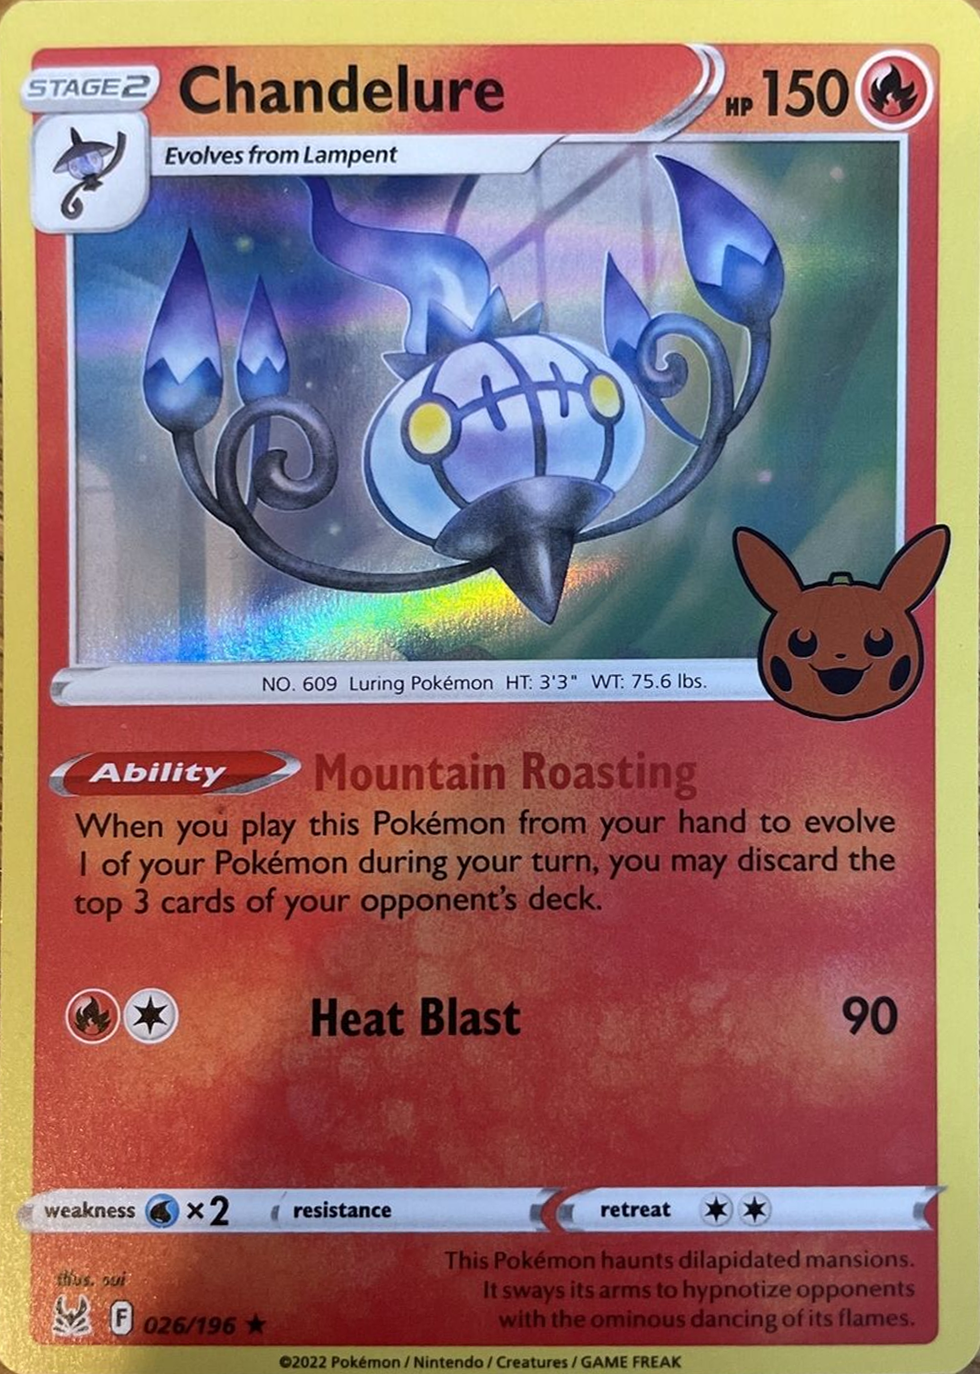 STAGE2 Chandelure HP 150
Evolves from Lampent
NO. 609 Luring Pokémon HT: 3'3" WT: 75.6 lbs.
Ability Mountain Roasting
When you play this Pokémon from your hand to evolve
1 of your Pokémon during your turn, you may discard the
top 3 cards of your opponent's deck.
Heat Blast 90
weakness ×2 resistance retreat
This Pokémon haunts dilapidated mansions.
It sways its arms to hypnotize opponents
with the ominous dancing of its flames.
illus. oui
F 026/196 ★
©2022 Pokémon / Nintendo / Creatures / GAME FREAK